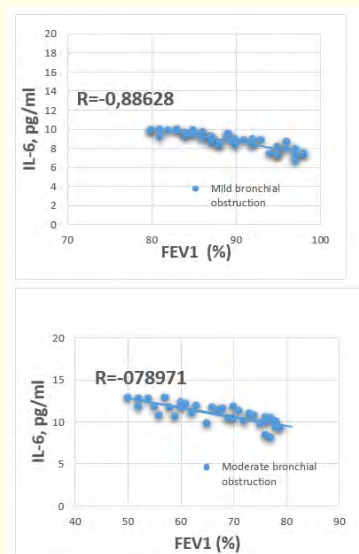 20
18
16
14
12
10
8
6
4
2
0
IL-6, pg/ml
R=-0,88628
Mild bronchial
obstruction
70 80 90 100
FEV1 (%)
20
15
10
5
0
IL-6, pg/ml
R=-078971
Moderate bronchial
obstruction
40 50 60 70 80 90
FEV1 (%)